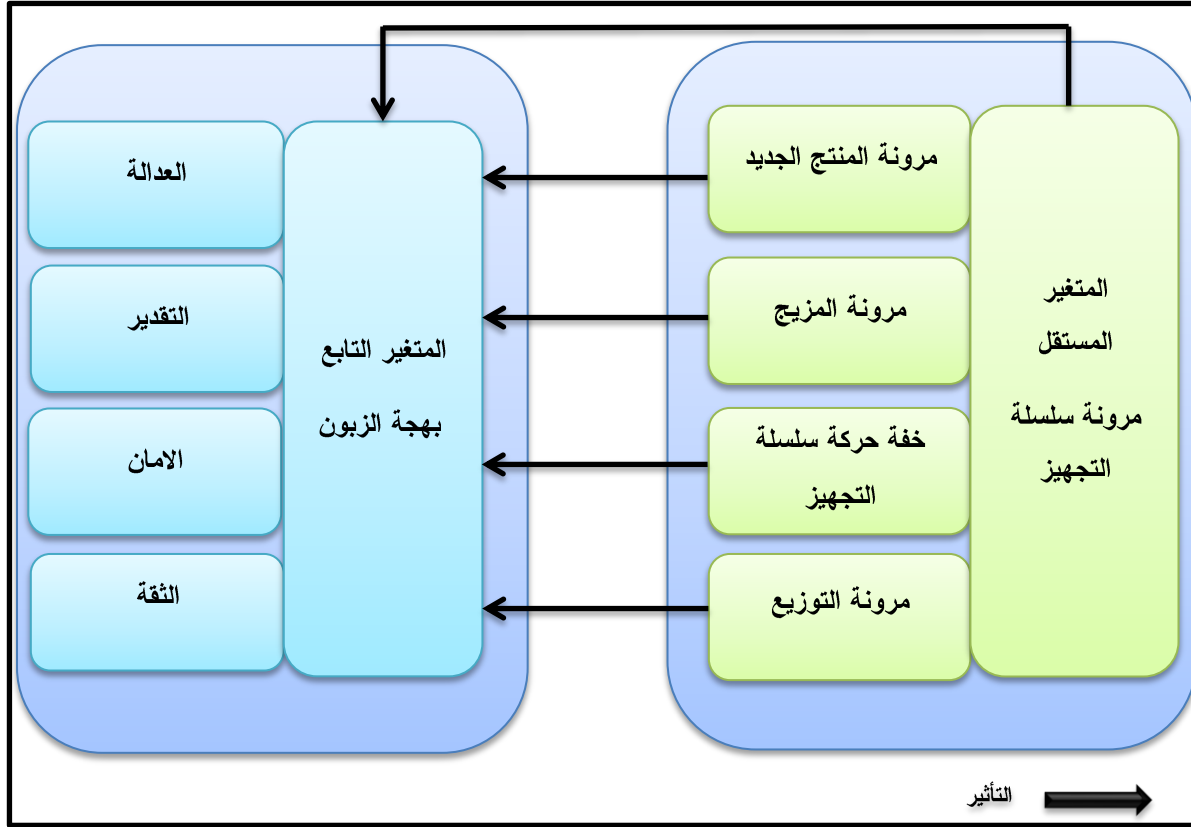 المتغير
المستقل
مرونة سلسلة
التجهيز
مرونة المنتج الجديد
مرونة المزيج
خفة حركة سلسلة
التجهيز
مرونة التوزيع
المتغير التابع
بهجة الزبون
العدالة
التقدير
الامان
الثقة
التأثير